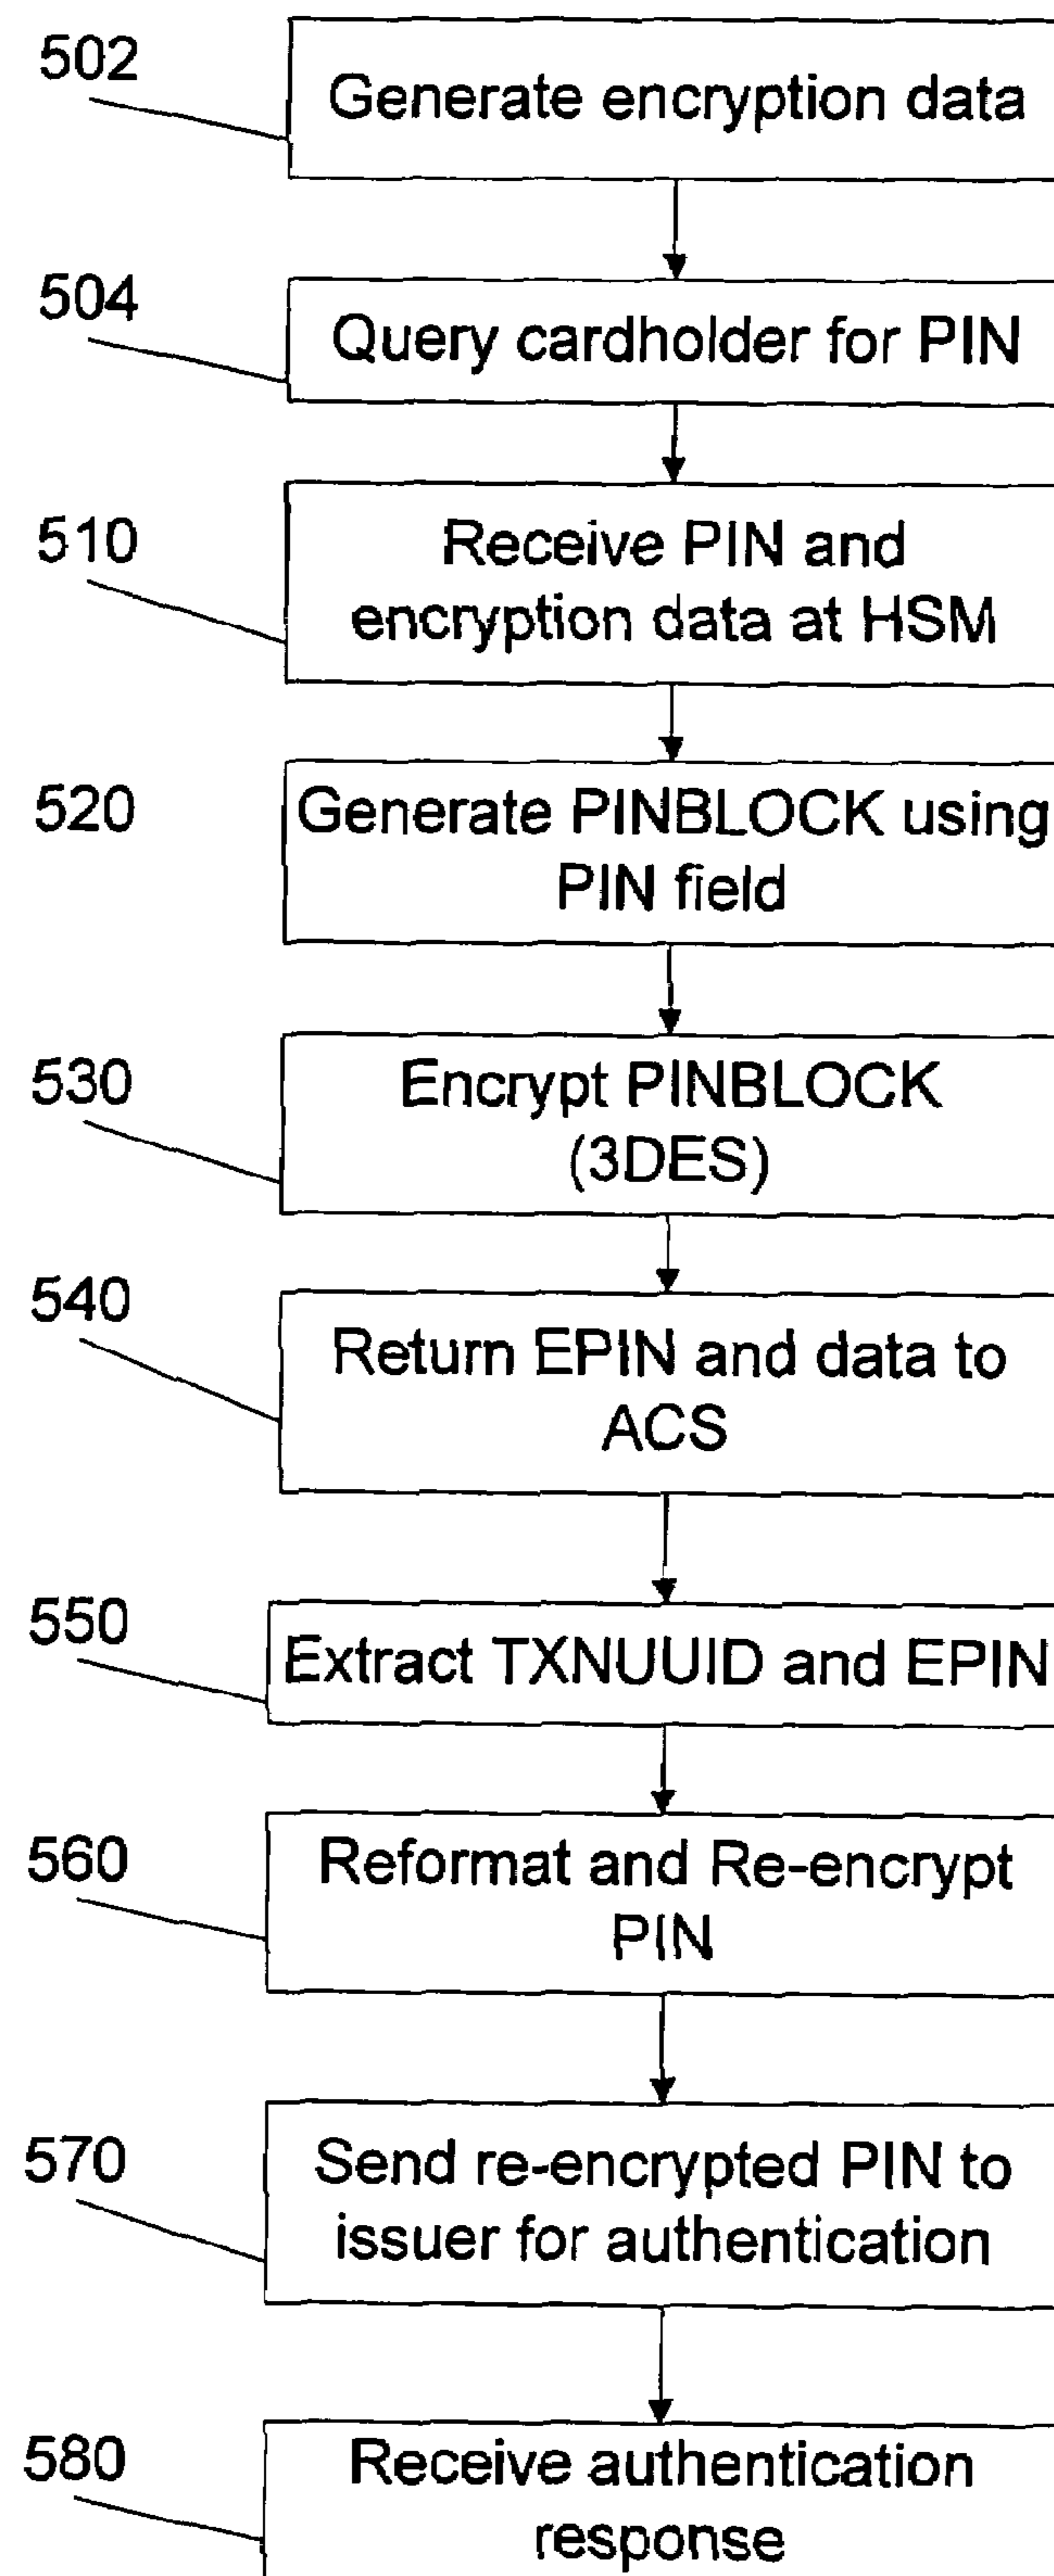 502
Generate encryption data
504
Query cardholder for PIN
510
Receive PIN and
encryption data at HSM
520
Generate PINBLOCK using
PIN field
530
Encrypt PINBLOCK
(3DES)
540
Return EPIN and data to
ACS
550
Extract TXNUUID and EPIN
560
Reformat and Re-encrypt
PIN
570
Send re-encrypted PIN to
issuer for authentication
580
Receive authentication
response